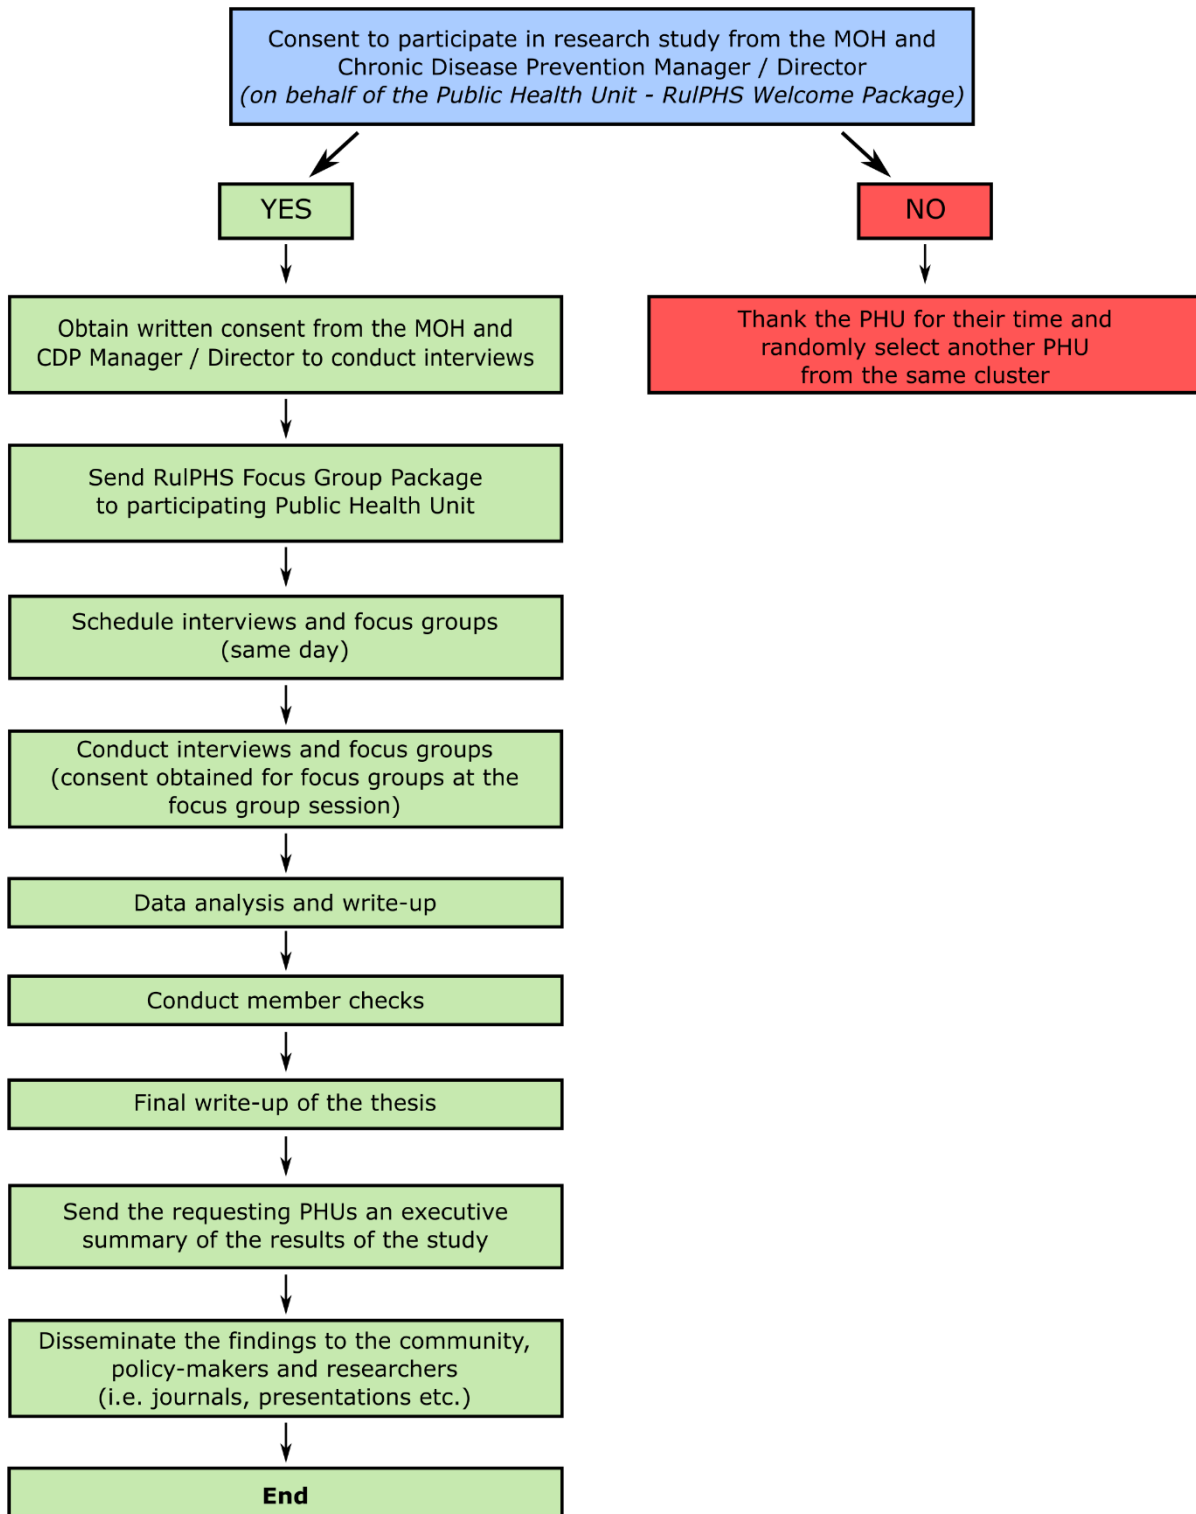 Consent to participate in research study from the MOH and
Chronic Disease Prevention Manager / Director
(on behalf of the Public Health Unit - RulPHS Welcome Package)
YES
NO
Obtain written consent from the MOH and
CDP Manager / Director to conduct interviews
Thank the PHU for their time and
randomly select another PHU
from the same cluster
Send RulPHS Focus Group Package
to participating Public Health Unit
Schedule interviews and focus groups
(same day)
Conduct interviews and focus groups
(consent obtained for focus groups at the
focus group session)
Data analysis and write-up
Conduct member checks
Final write-up of the thesis
Send the requesting PHUs an executive
summary of the results of the study
Disseminate the findings to the community,
policy-makers and researchers
(i.e. journals, presentations etc.)
End